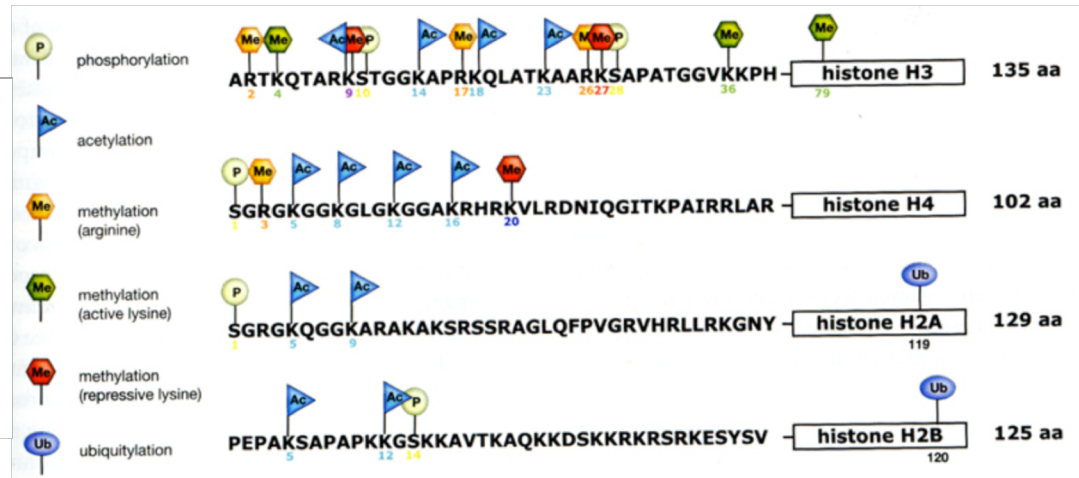 P phosphorylation
Ac acetylation
Me methylation
(arginine)
Me methylation
(active lysine)
Me methylation
(repressive lysine)
Ub ubiquitylation
Me Me Ac Me P Ac Me Ac Ac M Me P Me Me
ARTKQTARKSTGGKAPRKQLATKAARKSAPATGGVKKPH – histone H3 135 aa
2 4 9 10 14 17 18 23 26 27 28 36 79
P Me Ac Ac Ac Ac Me
SGRGKGGKGLGKGGAKRHRKVLRDNIQGITKPAIRRLAR – histone H4 102 aa
1 3 5 8 12 16 20
P Ac Ac Ub
SGRGKQGGKARAKAKSRSSRAGLQFPVGRVHRLLRKGNY – histone H2A 129 aa
1 5 9 119
Ac Ac P Ub
PEPAKSAPAPKKGSKKAVTKAQKKDSKKRKRSRKESYSV – histone H2B 125 aa
5 12 14 120